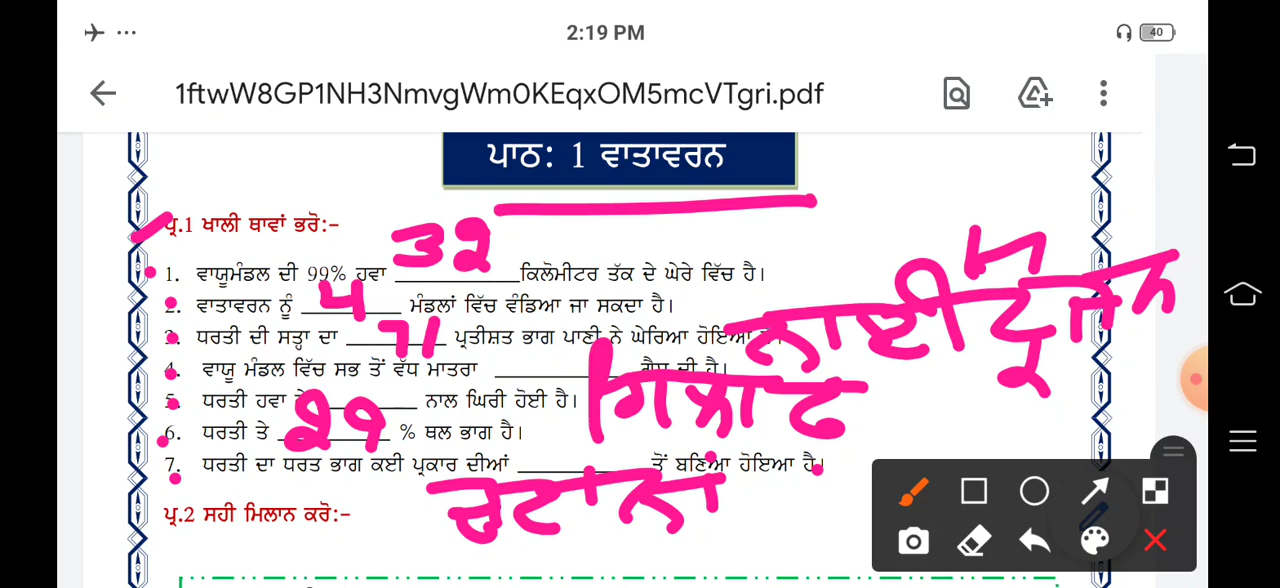 2:19 PM
40
1ftwW8GP1NH3NmvgWm0KEqxOM5mcVTgri.pdf
ਪਾਠ: 1 ਵਾਤਾਵਰਨ
ਪ੍ਰ.1 ਖਾਲੀ ਥਾਵਾਂ ਭਰੋ:-
1. ਵਾਯੂਮੰਡਲ ਦੀ 99% ਹਵਾ 32 ਕਿਲੋਮੀਟਰ ਤੱਕ ਦੇ ਘੇਰੇ ਵਿੱਚ ਹੈ।
2. ਵਾਤਾਵਰਨ ਨੂੰ 4 ਮੰਡਲਾਂ ਵਿੱਚ ਵੰਡਿਆ ਜਾ ਸਕਦਾ ਹੈ।
3. ਧਰਤੀ ਦੀ ਸਤ੍ਹਾ ਦਾ 71 ਪ੍ਰਤੀਸ਼ਤ ਭਾਗ ਪਾਣੀ ਨੇ ਘੇਰਿਆ ਹੋਇਆ
4. ਵਾਯੂ ਮੰਡਲ ਵਿੱਚ ਸਭ ਤੋਂ ਵੱਧ ਮਾਤਰਾ ਗੈਸ ਦੀ ਹੈ।
5. ਧਰਤੀ ਹਵਾ ਦੇ ਨਾਲ ਘਿਰੀ ਹੋਈ ਹੈ।
6. ਧਰਤੀ ਤੇ 29 % ਥਲ ਭਾਗ ਹੈ।
7. ਧਰਤੀ ਦਾ ਧਰਤ ਭਾਗ ਕਈ ਪ੍ਰਕਾਰ ਦੀਆਂ ਤੋਂ ਬਣਿਆਂ ਹੋਇਆ ਹੈ।
ਚਟਾਨਾਂ
ਪ੍ਰ.2 ਸਹੀ ਮਿਲਾਨ ਕਰੋ:-